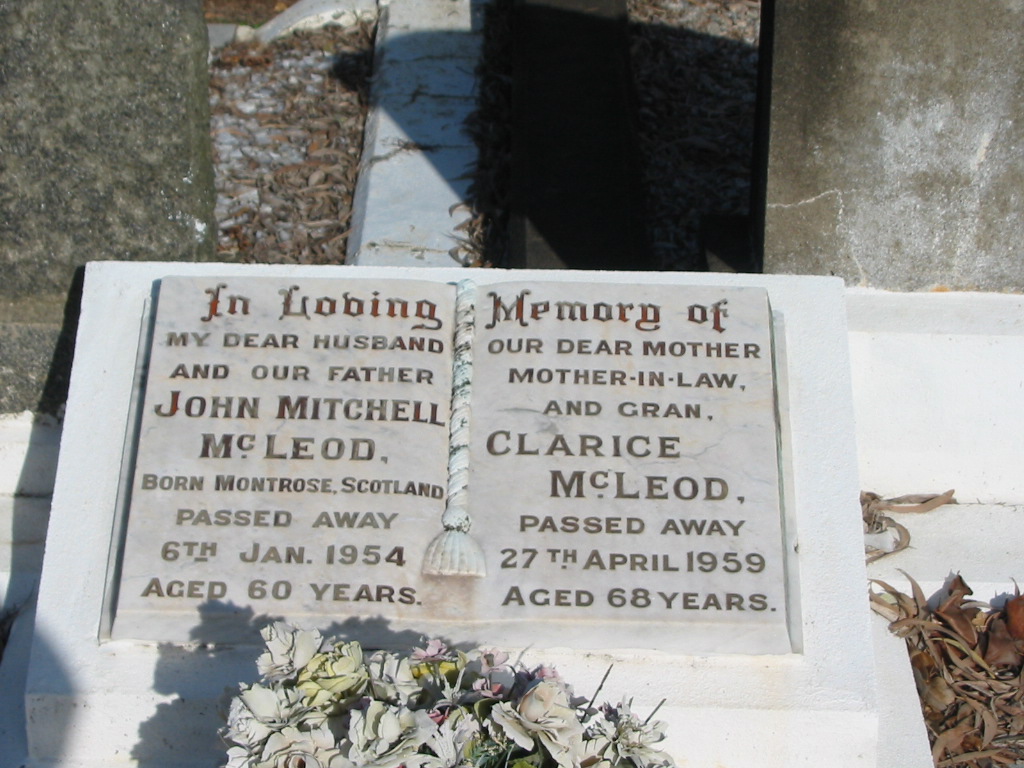 In Loving
MY DEAR HUSBAND
AND OUR FATHER
JOHN MITCHELL
McLEOD,
BORN MONTROSE, SCOTLAND
PASSED AWAY
6TH JAN. 1954
AGED 60 YEARS.
Memory of
OUR DEAR MOTHER
MOTHER-IN-LAW,
AND GRAN,
CLARICE
McLEOD,
PASSED AWAY
27TH APRIL 1959
AGED 68 YEARS.